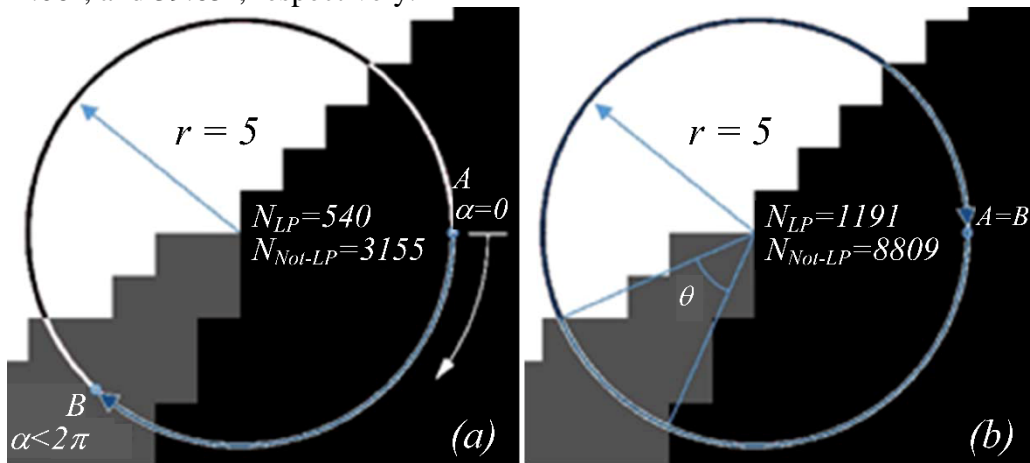 r = 5
A
α=0
N_LP=540
N_Not-LP=3155
B
α<2π
(a)
r = 5
N_LP=1191
N_Not-LP=8809
A=B
θ
(b)